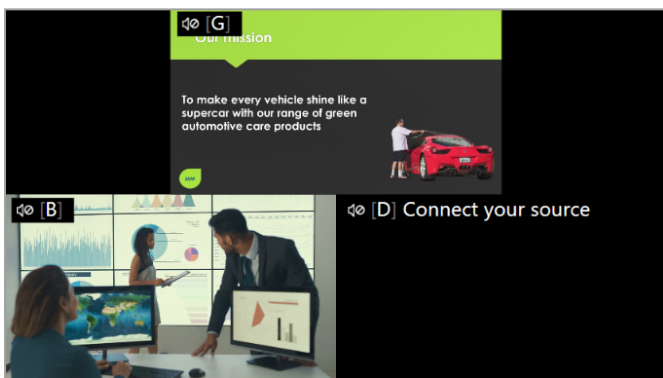 [G]
Our mission
To make every vehicle shine like a
supercar with our range of green
automotive care products
[B]
[D] Connect your source